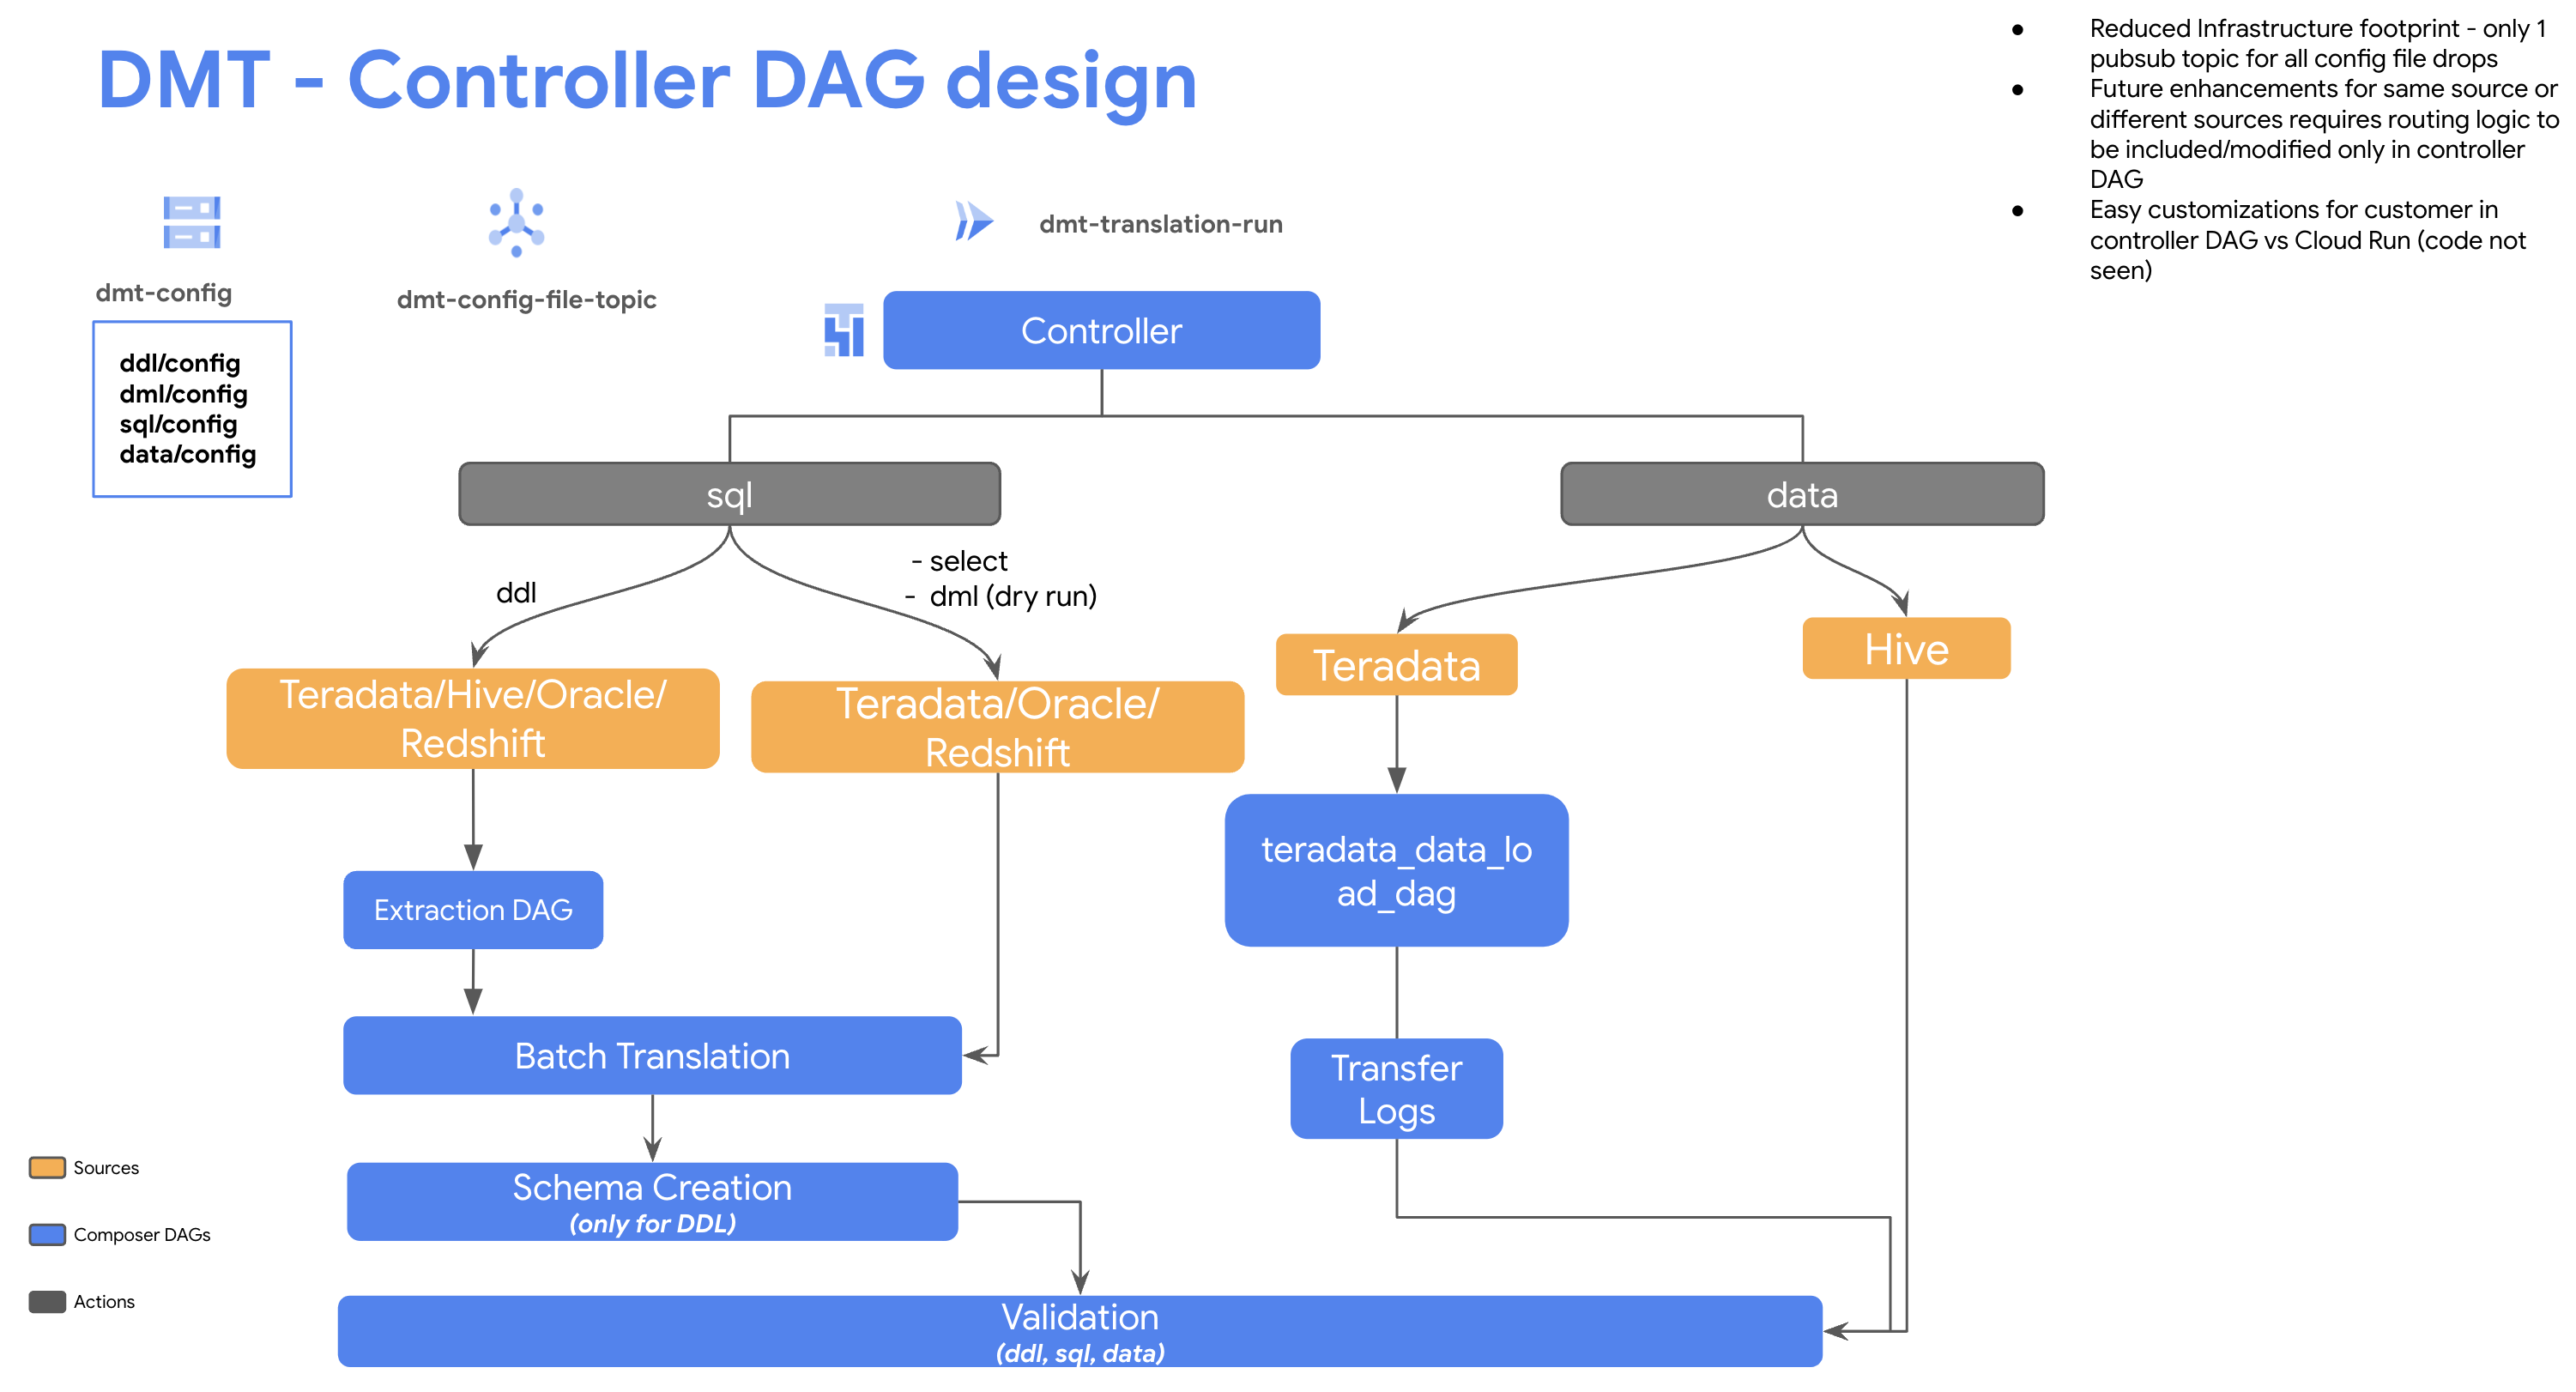 DMT - Controller DAG design
● Reduced Infrastructure footprint - only 1
pubsub topic for all config file drops
● Future enhancements for same source or
different sources requires routing logic to
be included/modified only in controller
DAG
● Easy customizations for customer in
controller DAG vs Cloud Run (code not
seen)
dmt-config
dmt-config-file-topic
dmt-translation-run
ddl/config
dml/config
sql/config
data/config
Controller
sql
data
ddl
- select
- dml (dry run)
Teradata/Hive/Oracle/
Redshift
Teradata/Oracle/
Redshift
Teradata
Hive
Extraction DAG
teradata_data_lo
ad_dag
Batch Translation
Transfer
Logs
Schema Creation
(only for DDL)
Validation
(ddl, sql, data)
Sources
Composer DAGs
Actions